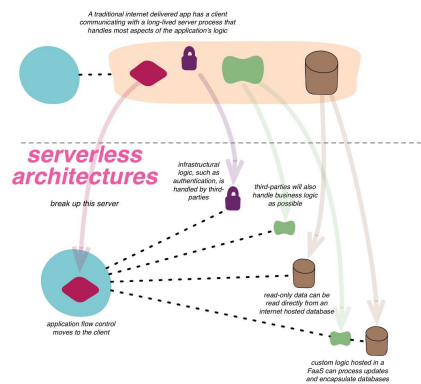 A traditional internet delivered app has a client
communicating with a long-lived server process that
handles most aspects of the application's logic
serverless
architectures
break up this server
infrastructural
logic, such as
authentication, is
handled by third-
parties
third-parties will also
handle business logic
as possible
read-only data can be
read directly from an
internet hosted database
application flow control
moves to the client
custom logic hosted in a
FaaS can process updates
and encapsulate databases